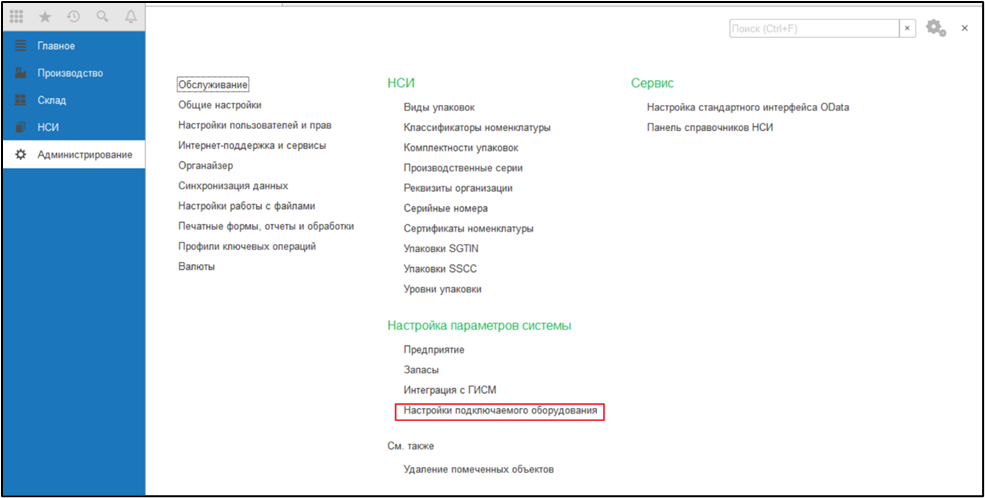 Поиск (Ctrl+F)
Главное
Производство
Склад
НСИ
Администрирование
Обслуживание
Общие настройки
Настройки пользователей и прав
Интернет-поддержка и сервисы
Органайзер
Синхронизация данных
Настройки работы с файлами
Печатные формы, отчеты и обработки
Профили ключевых операций
Валюты
НСИ
Виды упаковок
Классификаторы номенклатуры
Комплектности упаковок
Производственные серии
Реквизиты организации
Серийные номера
Сертификаты номенклатуры
Упаковки SGTIN
Упаковки SSCC
Уровни упаковки
Настройка параметров системы
Предприятие
Запасы
Интеграция с ГИСМ
Настройки подключаемого оборудования
См. также
Удаление помеченных объектов
Сервис
Настройка стандартного интерфейса OData
Панель справочников НСИ